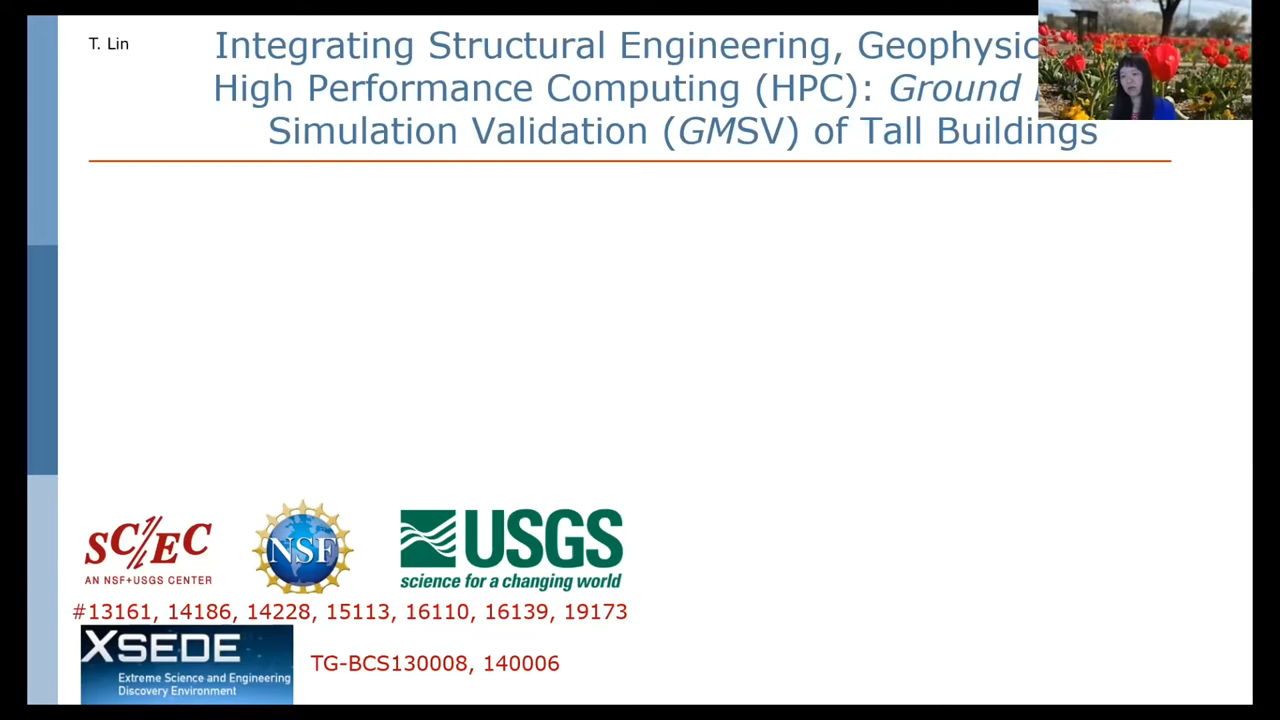 T. Lin
Integrating Structural Engineering, Geophysic
High Performance Computing (HPC): Ground
Simulation Validation (GMSV) of Tall Buildings
SC/EC
AN NSF+USGS CENTER
NSF
USGS
science for a changing world
#13161, 14186, 14228, 15113, 16110, 16139, 19173
XSEDE
Extreme Science and Engineering
Discovery Environment
TG-BCS130008, 140006